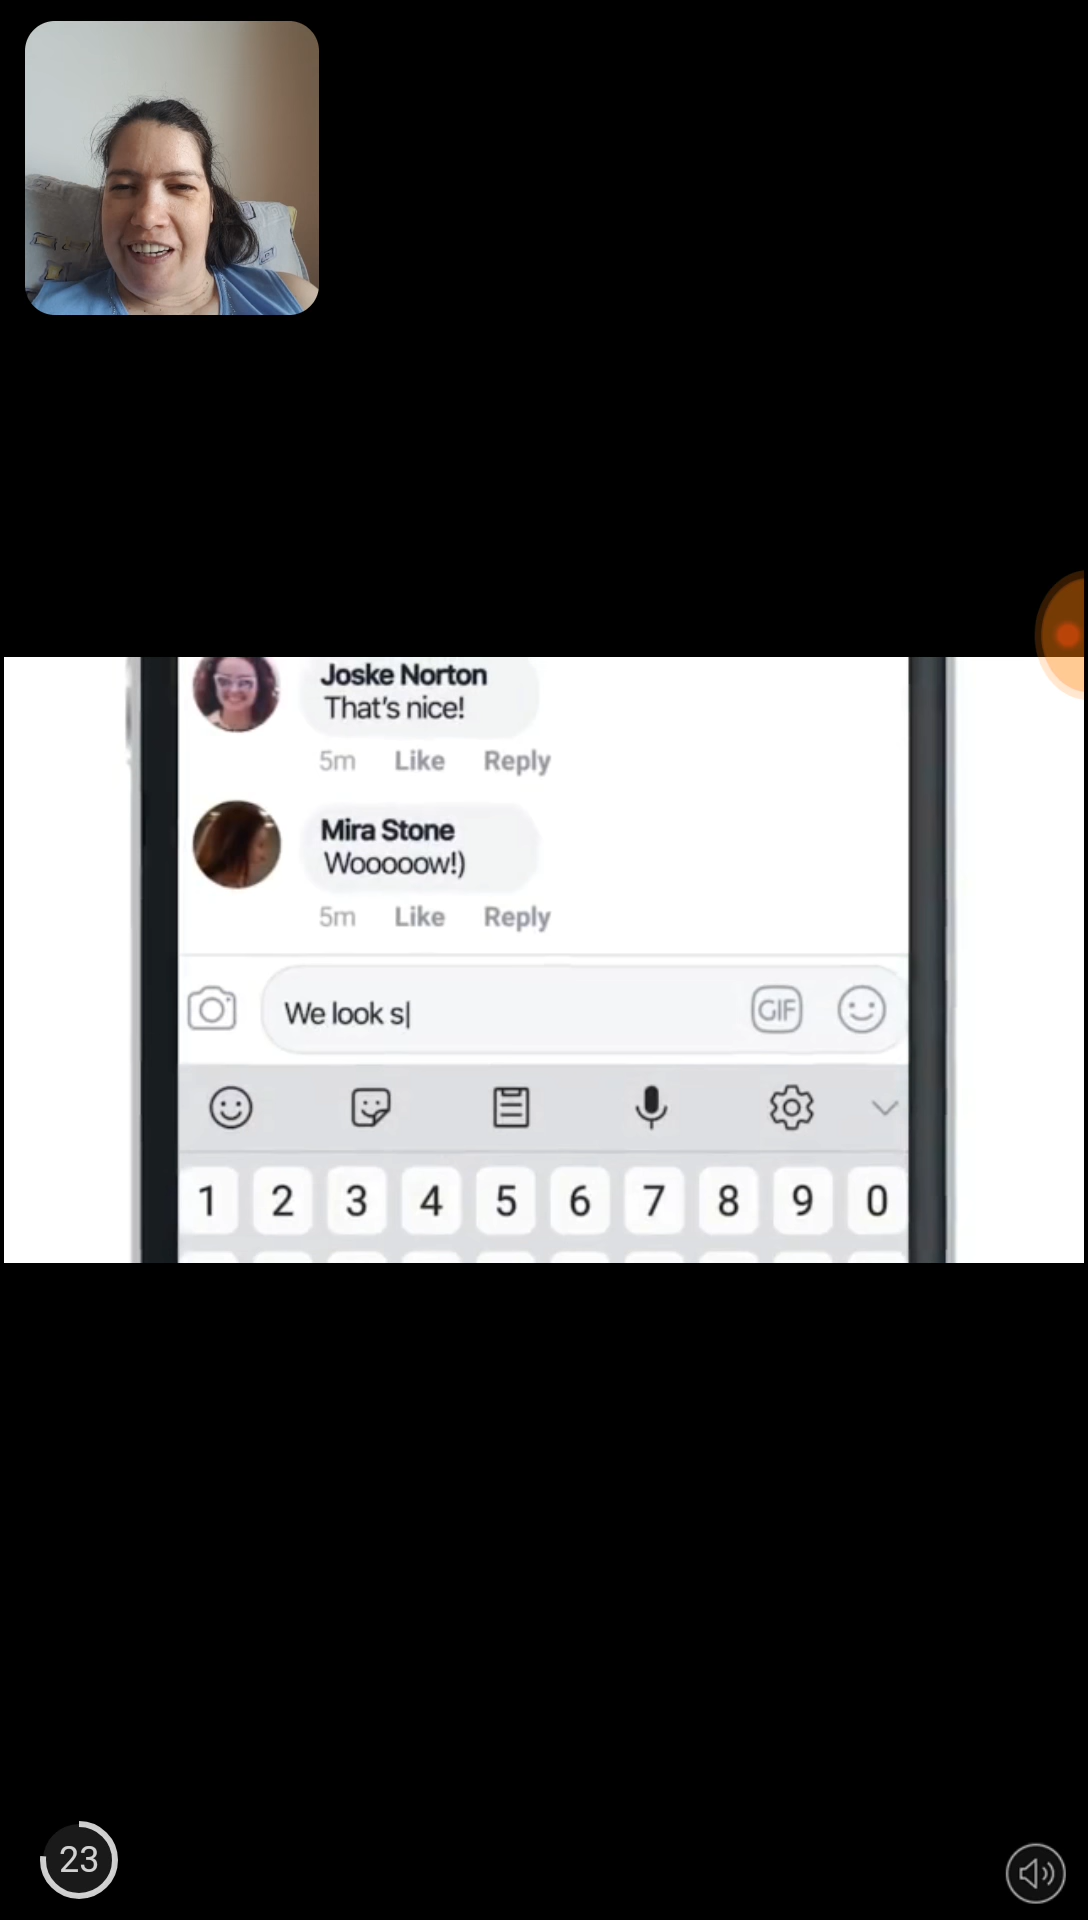 Joske Norton
That's nice!
5m Like Reply
Mira Stone
Wooooow!)
5m Like Reply
We look s
GIF
1 2 3 4 5 6 7 8 9 0
23